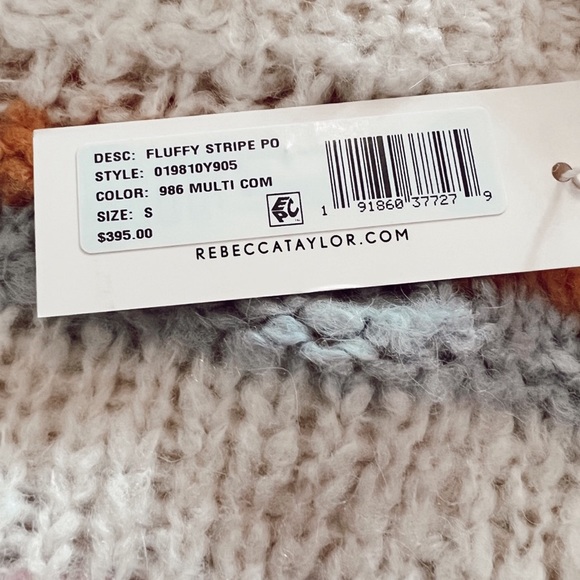 DESC: FLUFFY STRIPE PO
STYLE: 019810Y905
COLOR: 986 MULTI COM
SIZE: S
$395.00
EPC
1 91860 37727 9
REBECCATAYLOR.COM